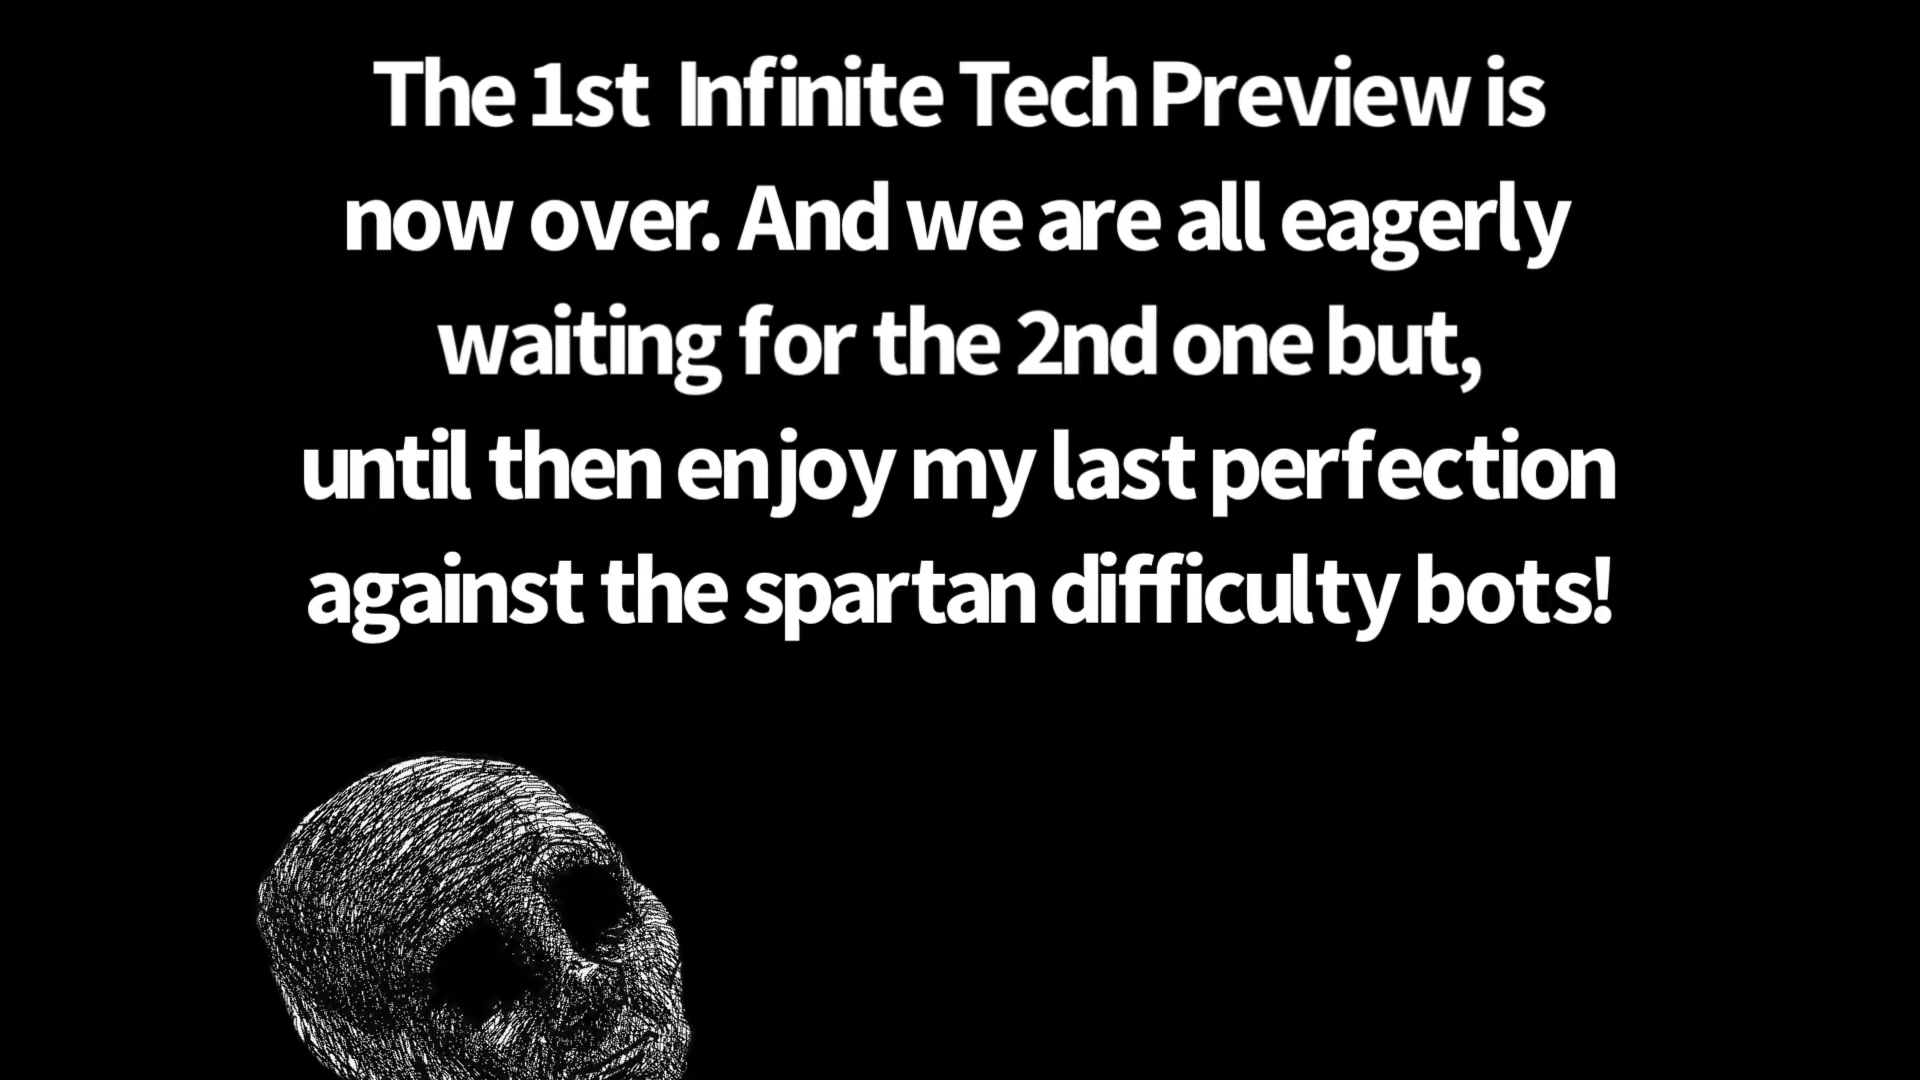 The 1st Infinite Tech Preview is
now over. And we are all eagerly
waiting for the 2nd one but,
until then enjoy my last perfection
against the spartan difficulty bots!